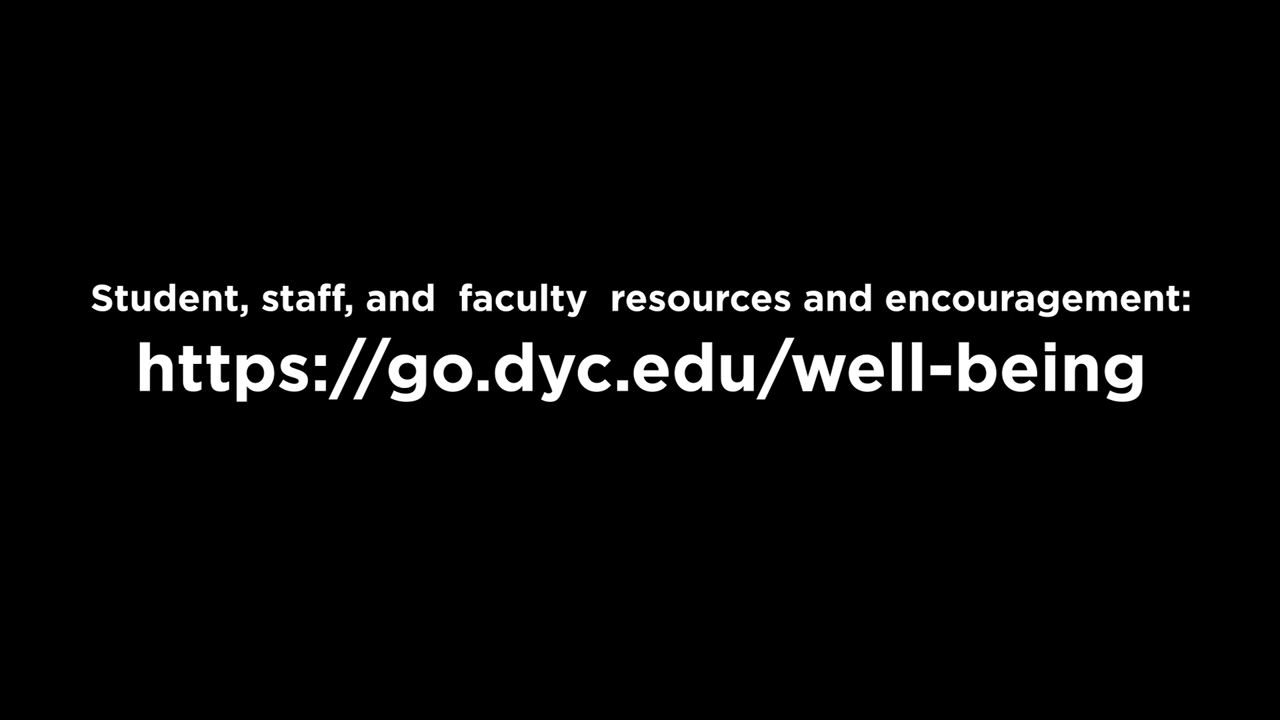 Student, staff, and  faculty  resources and encouragement:
https://go.dyc.edu/well-being